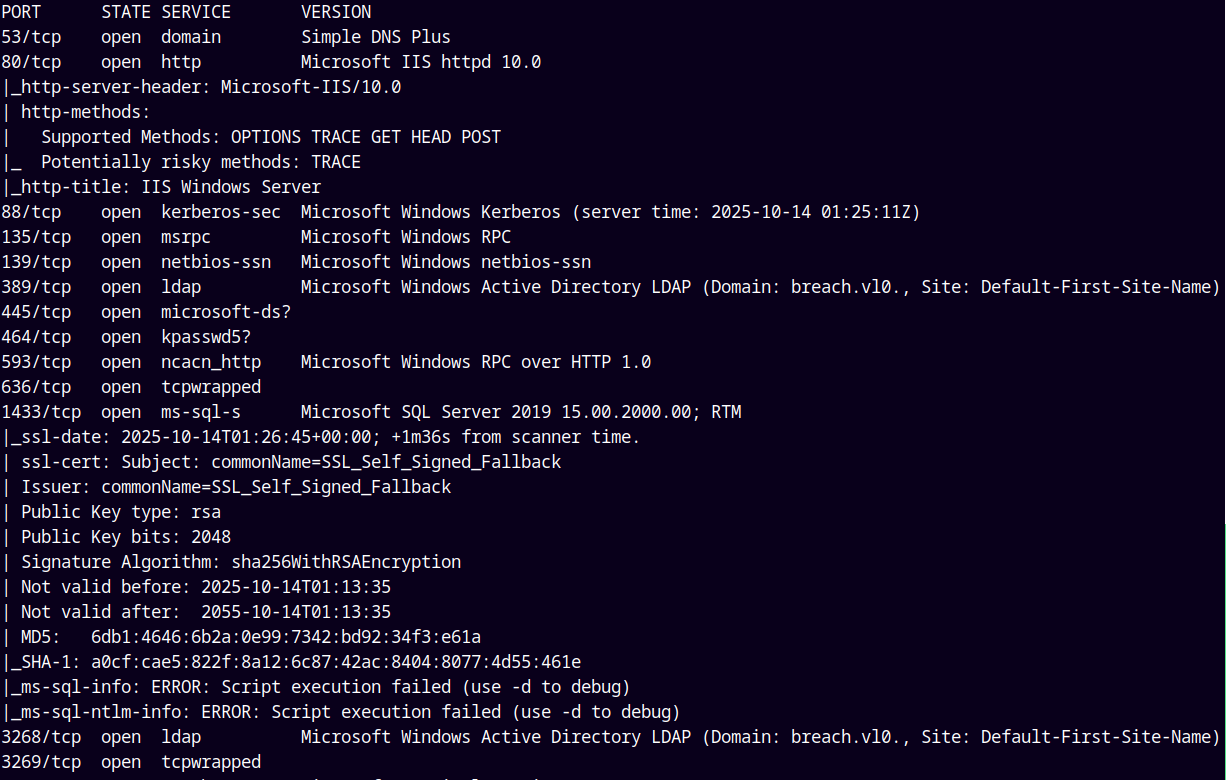 PORT      STATE SERVICE       VERSION
53/tcp    open  domain        Simple DNS Plus
80/tcp    open  http          Microsoft IIS httpd 10.0
|_http-server-header: Microsoft-IIS/10.0
| http-methods:
|   Supported Methods: OPTIONS TRACE GET HEAD POST
|_  Potentially risky methods: TRACE
|_http-title: IIS Windows Server
88/tcp    open  kerberos-sec  Microsoft Windows Kerberos (server time: 2025-10-14 01:25:11Z)
135/tcp   open  msrpc         Microsoft Windows RPC
139/tcp   open  netbios-ssn   Microsoft Windows netbios-ssn
389/tcp   open  ldap          Microsoft Windows Active Directory LDAP (Domain: breach.vl0., Site: Default-First-Site-Name)
445/tcp   open  microsoft-ds?
464/tcp   open  kpasswd5?
593/tcp   open  ncacn_http    Microsoft Windows RPC over HTTP 1.0
636/tcp   open  tcpwrapped
1433/tcp  open  ms-sql-s      Microsoft SQL Server 2019 15.00.2000.00; RTM
|_ssl-date: 2025-10-14T01:26:45+00:00; +1m36s from scanner time.
| ssl-cert: Subject: commonName=SSL_Self_Signed_Fallback
| Issuer: commonName=SSL_Self_Signed_Fallback
| Public Key type: rsa
| Public Key bits: 2048
| Signature Algorithm: sha256WithRSAEncryption
| Not valid before: 2025-10-14T01:13:35
| Not valid after:  2055-10-14T01:13:35
| MD5:   6db1:4646:6b2a:0e99:7342:bd92:34f3:e61a
|_SHA-1: a0cf:cae5:822f:8a12:6c87:42ac:8404:8077:4d55:461e
|_ms-sql-info: ERROR: Script execution failed (use -d to debug)
|_ms-sql-ntlm-info: ERROR: Script execution failed (use -d to debug)
3268/tcp  open  ldap          Microsoft Windows Active Directory LDAP (Domain: breach.vl0., Site: Default-First-Site-Name)
3269/tcp  open  tcpwrapped